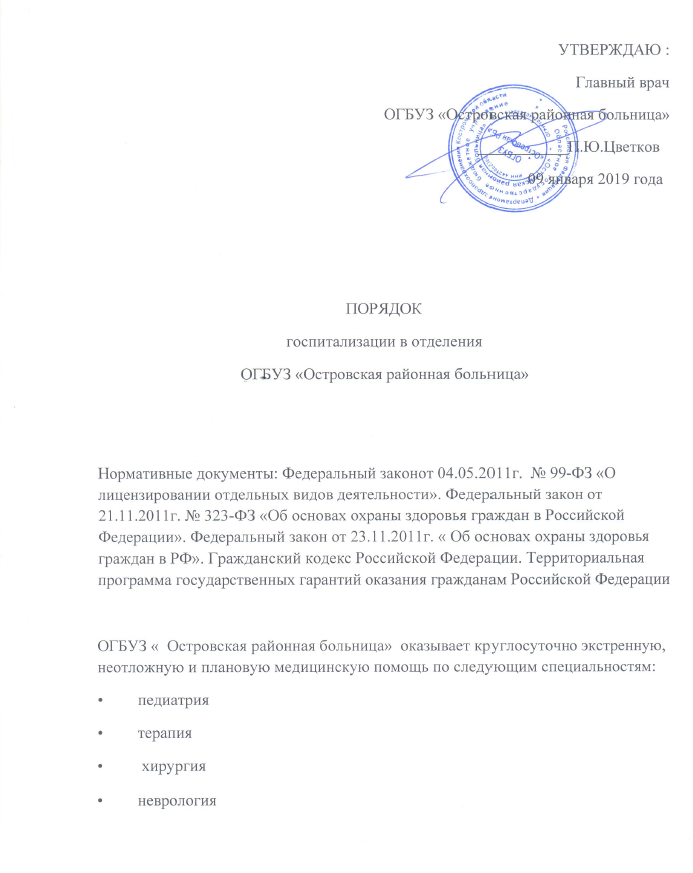 УТВЕРЖДАЮ :
Главный врач
ОГБУЗ «Островская районная больница»
П.Ю.Цветков
09 января 2019 года
ПОРЯДОК
госпитализации в отделения
ОГБУЗ «Островская районная больница»
Нормативные документы: Федеральный законот 04.05.2011г.  № 99-ФЗ «О
лицензировании отдельных видов деятельности». Федеральный закон от
21.11.2011г. № 323-ФЗ «Об основах охраны здоровья граждан в Российской
Федерации». Федеральный закон от 23.11.2011г. « Об основах охраны здоровья
граждан в РФ». Гражданский кодекс Российской Федерации. Территориальная
программа государственных гарантий оказания гражданам Российской Федерации
ОГБУЗ «  Островская районная больница»  оказывает круглосуточно экстренную,
неотложную и плановую медицинскую помощь по следующим специальностям:
• педиатрия
• терапия
• хирургия
• неврология